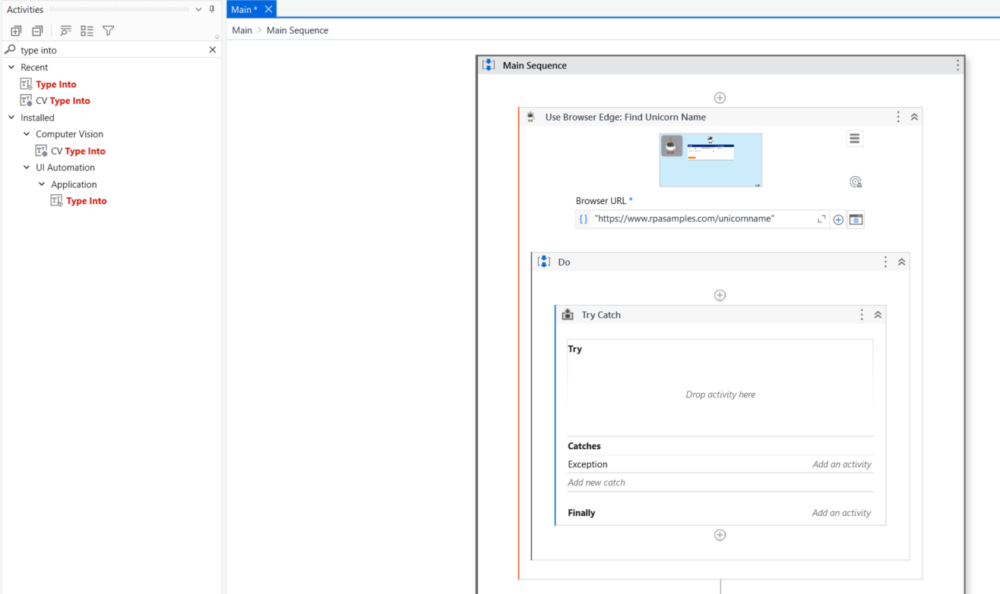 Activities
type into
Recent
Type Into
CV Type Into
Installed
Computer Vision
CV Type Into
UI Automation
Application
Type Into
Main *
Main > Main Sequence
Main Sequence
Use Browser Edge: Find Unicorn Name
Browser URL *
{} "https://www.rpasamples.com/unicornname"
Do
Try Catch
Try
Drop activity here
Catches
Exception Add an activity
Add new catch
Finally Add an activity